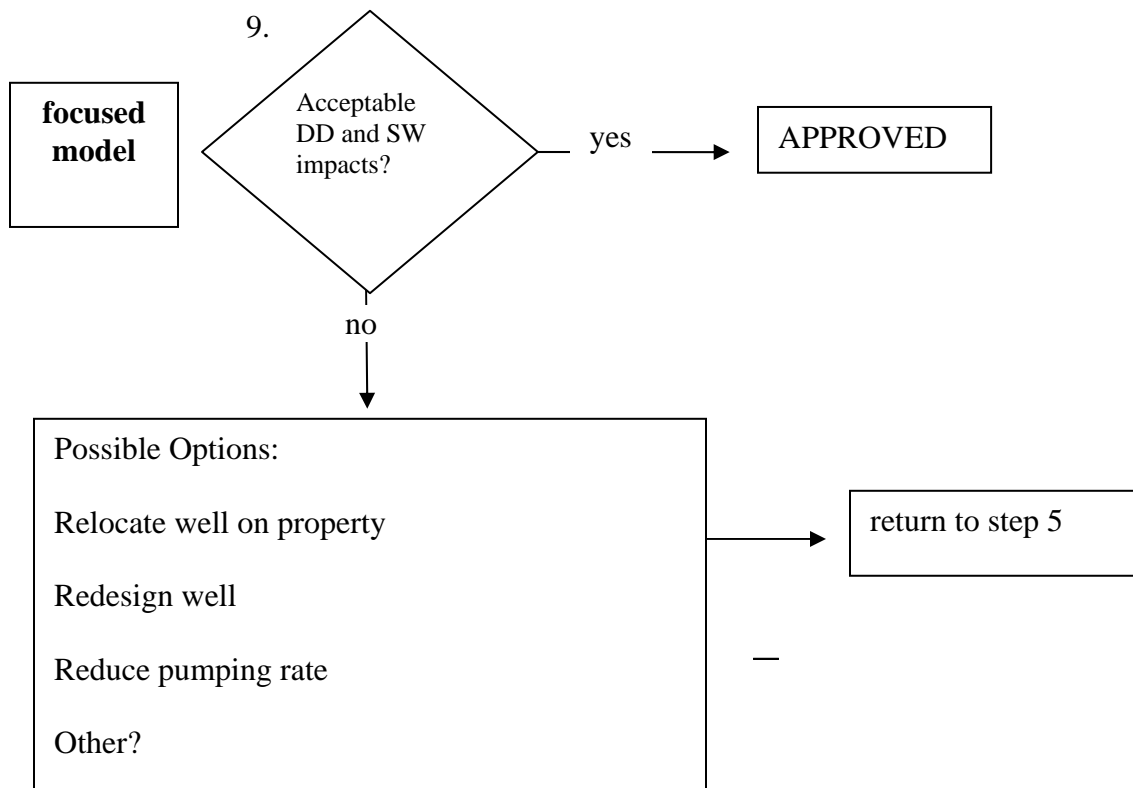 9.
focused
model
Acceptable
DD and SW
impacts?
yes
APPROVED
no
Possible Options:
Relocate well on property
return to step 5
Redesign well
Reduce pumping rate
Other?